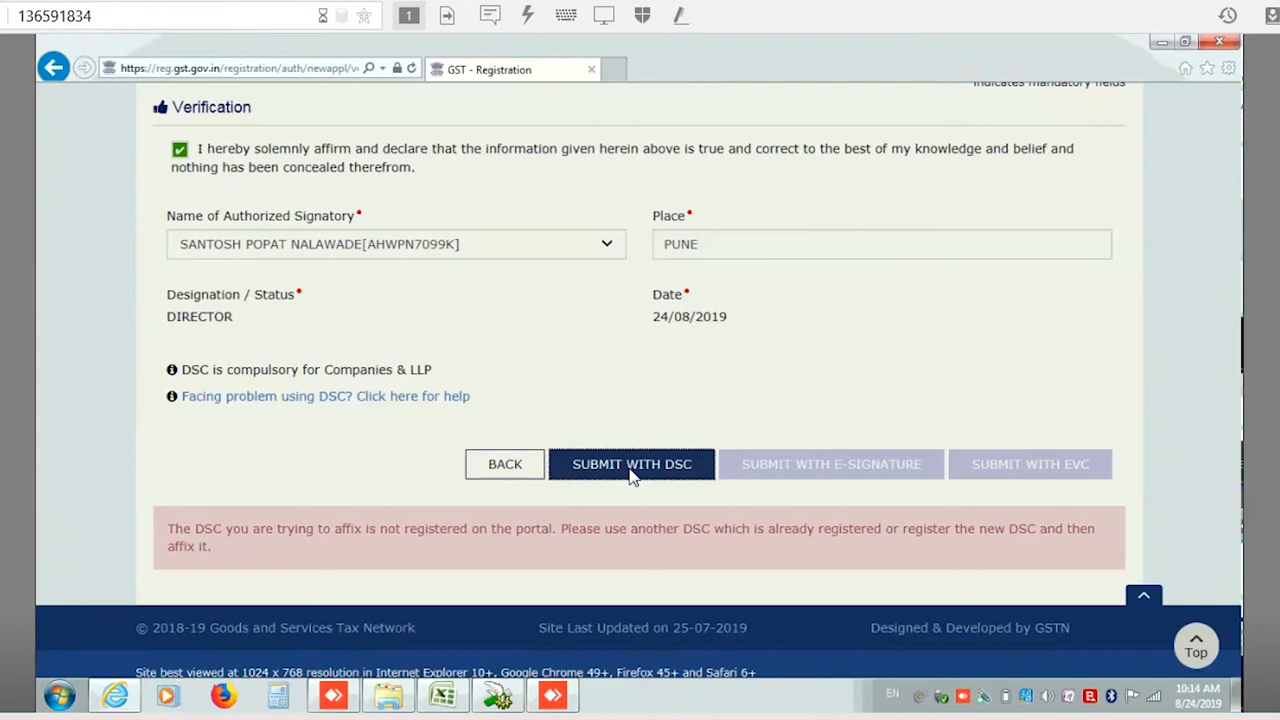 136591834
1
https://reg.gst.gov.in/registration/auth/newappl/v
GST - Registration
indicates mandatory fields
Verification
I hereby solemnly affirm and declare that the information given herein above is true and correct to the best of my knowledge and belief and
nothing has been concealed therefrom.
Name of Authorized Signatory•
Place•
SANTOSH POPAT NALAWADE[AHWPN7099K]
PUNE
Designation / Status•
Date•
DIRECTOR
24/08/2019
DSC is compulsory for Companies & LLP
Facing problem using DSC? Click here for help
BACK
SUBMIT WITH DSC
SUBMIT WITH E-SIGNATURE
SUBMIT WITH EVC
The DSC you are trying to affix is not registered on the portal. Please use another DSC which is already registered or register the new DSC and then
affix it.
© 2018-19 Goods and Services Tax Network
Site Last Updated on 25-07-2019
Designed & Developed by GSTN
Top
Site best viewed at 1024 x 768 resolution in Internet Explorer 10+, Google Chrome 49+, Firefox 45+ and Safari 6+
EN
10:14 AM
8/24/2019